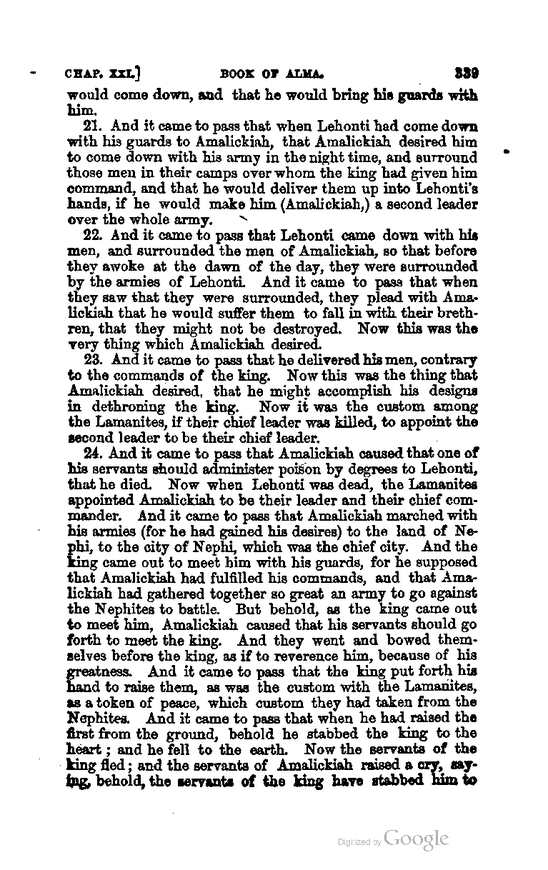 CHAP. XXI.] BOOK OF ALMA. 339
would come down, and that he would bring his guards with
him.
21. And it came to pass that when Lehonti had come down
with his guards to Amalickiah, that Amalickiah desired him
to come down with his army in the night time, and surround
those men in their camps over whom the king had given him
command, and that he would deliver them up into Lehonti's
hands, if he would make him (Amalickiah,) a second leader
over the whole army.
22. And it came to pass that Lehonti came down with his
men, and surrounded the men of Amalickiah, so that before
they awoke at the dawn of the day, they were surrounded
by the armies of Lehonti. And it came to pass that when
they saw that they were surrounded, they plead with Ama-
lickiah that he would suffer them to fall in with their breth-
ren, that they might not be destroyed. Now this was the
very thing which Amalickiah desired.
23. And it came to pass that he delivered his men, contrary
to the commands of the king. Now this was the thing that
Amalickiah desired, that he might accomplish his designs
in dethroning the king. Now it was the custom among
the Lamanites, if their chief leader was killed, to appoint the
second leader to be their chief leader.
24. And it came to pass that Amalickiah caused that one of
his servants should administer poison by degrees to Lehonti,
that he died. Now when Lehonti was dead, the Lamanites
appointed Amalickiah to be their leader and their chief com-
mander. And it came to pass that Amalickiah marched with
his armies (for he had gained his desires) to the land of Ne-
phi, to the city of Nephi, which was the chief city. And the
king came out to meet him with his guards, for he supposed
that Amalickiah had fulfilled his commands, and that Ama-
lickiah had gathered together so great an army to go against
the Nephites to battle. But behold, as the king came out
to meet him, Amalickiah caused that his servants should go
forth to meet the king. And they went and bowed them-
selves before the king, as if to reverence him, because of his
greatness. And it came to pass that the king put forth his
hand to raise them, as was the custom with the Lamanites,
as a token of peace, which custom they had taken from the
Nephites. And it came to pass that when he had raised the
first from the ground, behold he stabbed the king to the
heart; and he fell to the earth. Now the servants of the
king fled; and the servants of Amalickiah raised a cry, say-
ing, behold, the servants of the king have stabbed him to
Digitized by Google